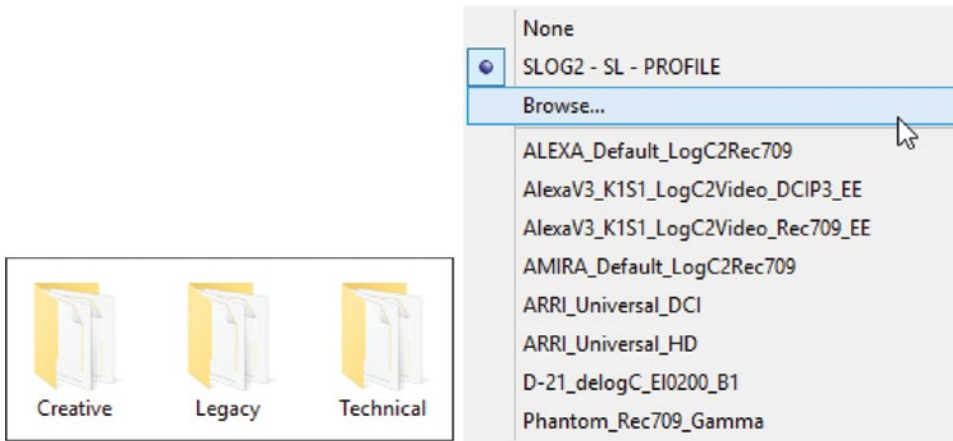 None
SLOG2 - SL - PROFILE
Browse...
ALEXA_Default_LogC2Rec709
AlexaV3_K1S1_LogC2Video_DCIP3_EE
AlexaV3_K1S1_LogC2Video_Rec709_EE
AMIRA_Default_LogC2Rec709
ARRI_Universal_DCI
ARRI_Universal_HD
D-21_delogC_EI0200_B1
Phantom_Rec709_Gamma
Creative Legacy Technical